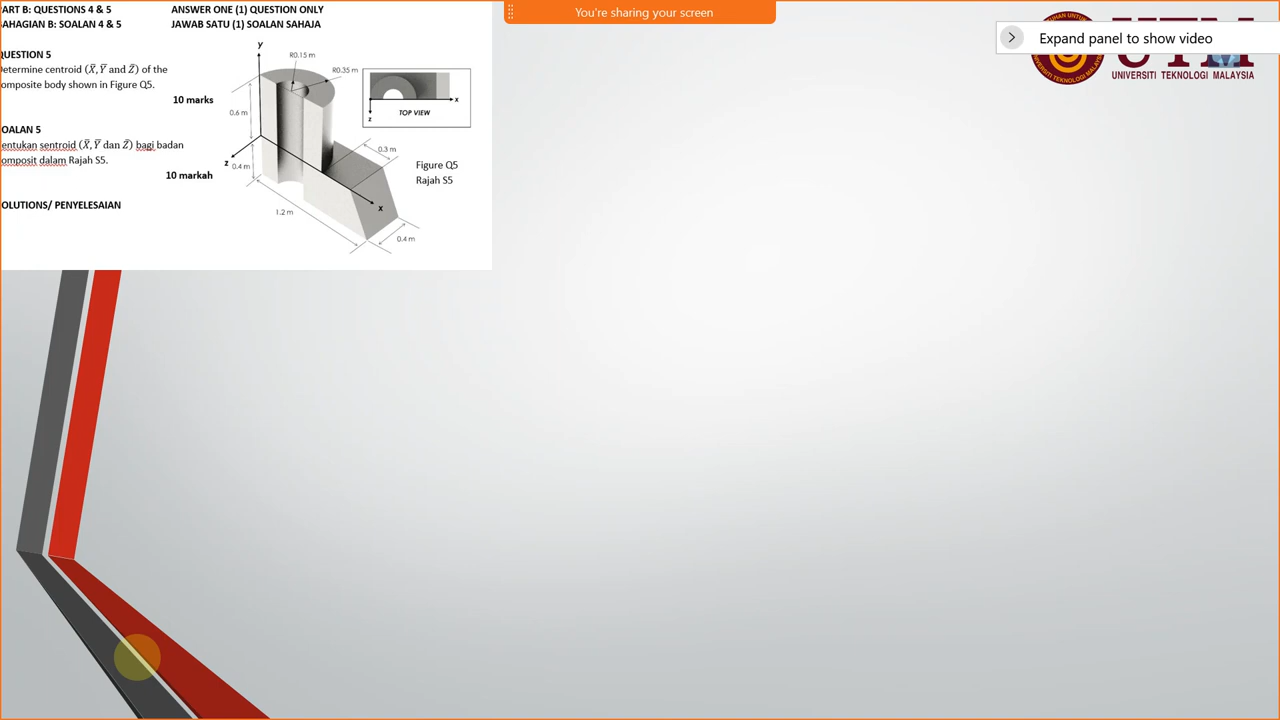 You're sharing your screen
Expand panel to show video
UNIVERSITI TEKNOLOGI MALAYSIA
ART B: QUESTIONS 4 & 5 ANSWER ONE (1) QUESTION ONLY
AHAGIAN B: SOALAN 4 & 5 JAWAB SATU (1) SOALAN SAHAJA
UESTION 5
etermine centroid (X̅, Y̅ and Z̅) of the
omposite body shown in Figure Q5.
10 marks
OALAN 5
entukan sentroid (X̅, Y̅ dan Z̅) bagi badan
omposit dalam Rajah S5.
10 markah
OLUTIONS/ PENYELESAIAN
y
R0.15 m
R0.35 m
0.6 m
z
0.4 m
0.3 m
1.2 m
x
0.4 m
x
z
TOP VIEW
Figure Q5
Rajah S5